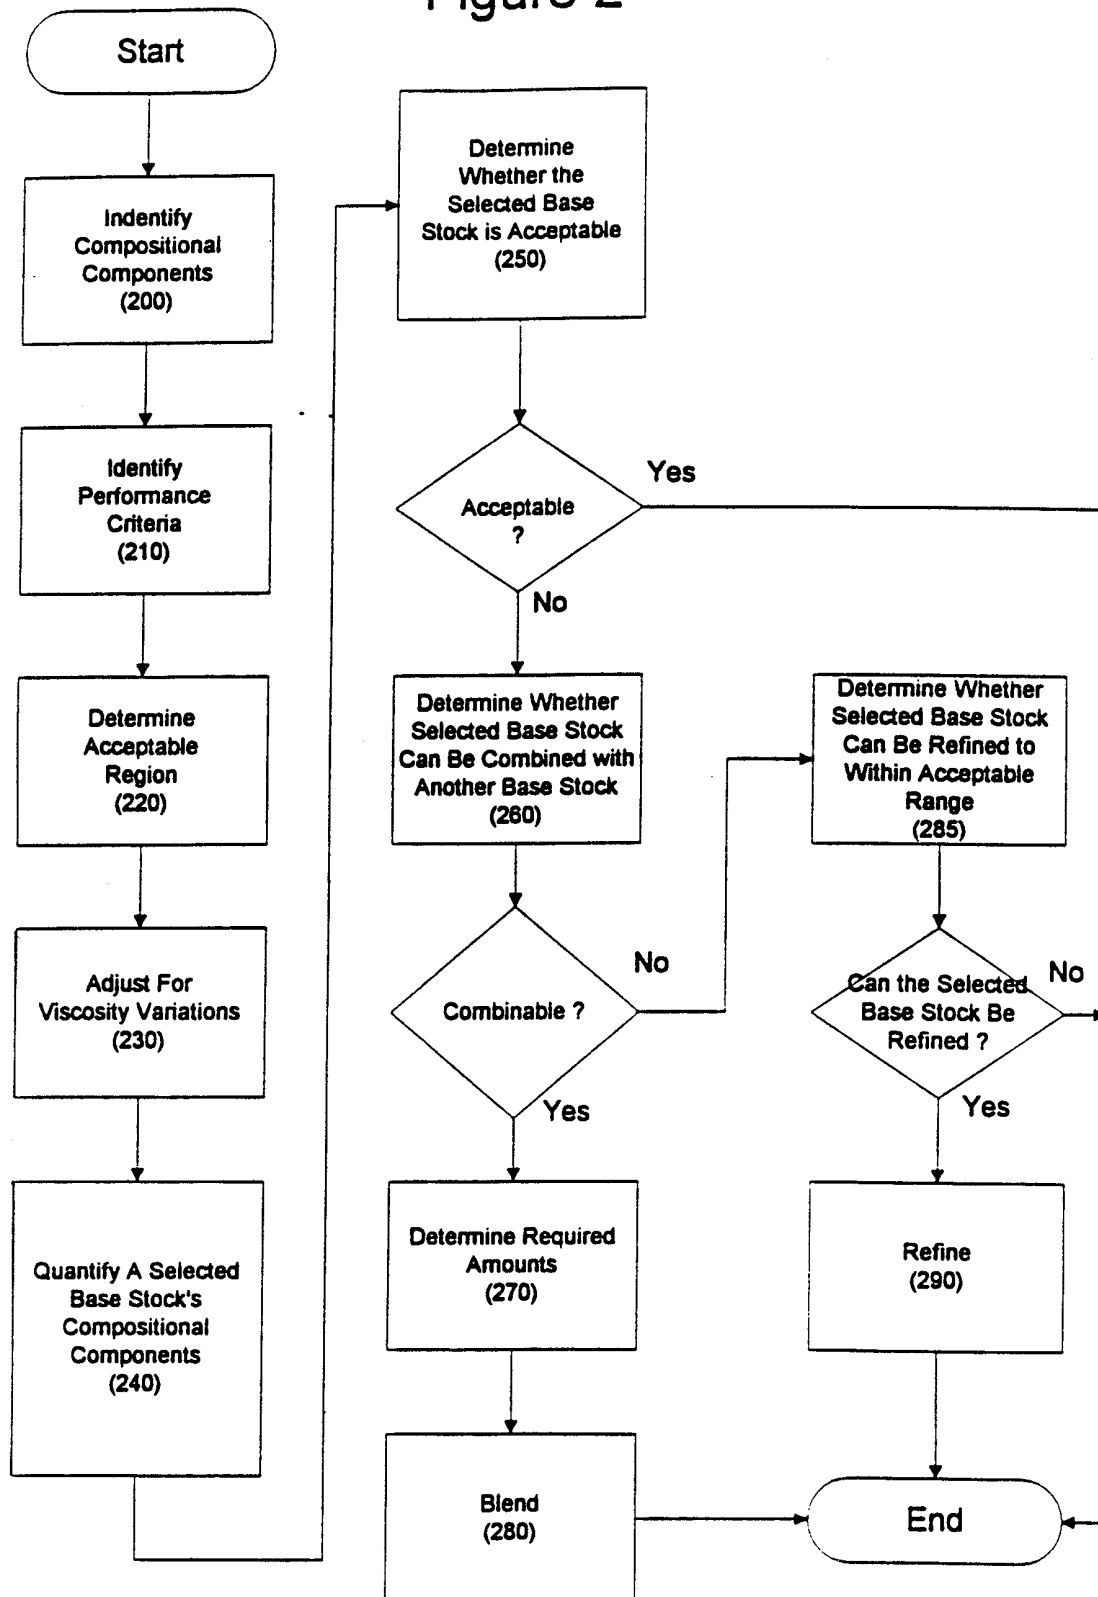 Figure 2
Start
Indentify
Compositional
Components
(200)
Identify
Performance
Criteria
(210)
Determine
Acceptable
Region
(220)
Adjust For
Viscosity Variations
(230)
Quantify A Selected
Base Stock's
Compositional
Components
(240)
Determine
Whether the
Selected Base
Stock is Acceptable
(250)
Acceptable
?
Yes
No
Determine Whether
Selected Base Stock
Can Be Combined with
Another Base Stock
(260)
Combinable ?
No
Yes
Determine Required
Amounts
(270)
Blend
(280)
Determine Whether
Selected Base Stock
Can Be Refined to
Within Acceptable
Range
(285)
Can the Selected
Base Stock Be
Refined ?
No
Yes
Refine
(290)
End